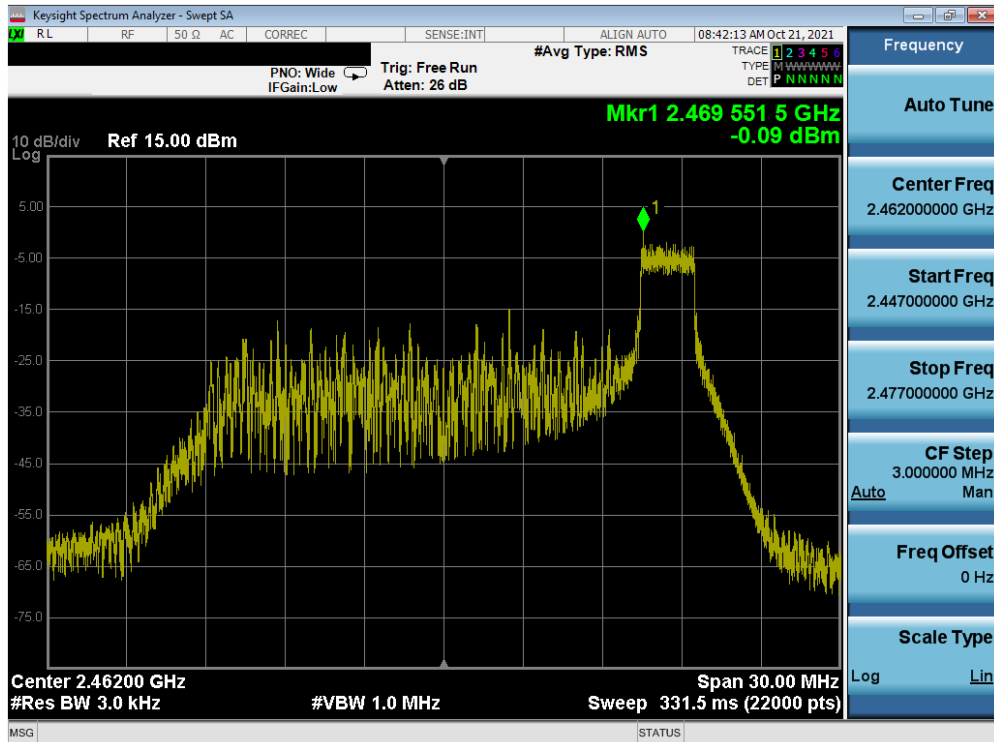 Keysight Spectrum Analyzer - Swept SA
LXI RL RF 50 Ω AC CORREC SENSE:INT ALIGN AUTO 08:42:13 AM Oct 21, 2021
Frequency
#Avg Type: RMS
TRACE 1 2 3 4 5 6
PNO: Wide Trig: Free Run
TYPE M WWWWW
IFGain:Low Atten: 26 dB
DET P N N N N N
Auto Tune
Mkr1 2.469 551 5 GHz
-0.09 dBm
10 dB/div Ref 15.00 dBm
Log
Center Freq
2.462000000 GHz
1
5.00
-5.00
-15.0
-25.0
-35.0
-45.0
-55.0
-65.0
-75.0
Start Freq
2.447000000 GHz
Stop Freq
2.477000000 GHz
CF Step
3.000000 MHz
Auto Man
Freq Offset
0 Hz
Scale Type
Log Lin
Center 2.46200 GHz Span 30.00 MHz
#Res BW 3.0 kHz #VBW 1.0 MHz Sweep 331.5 ms (22000 pts)
MSG STATUS